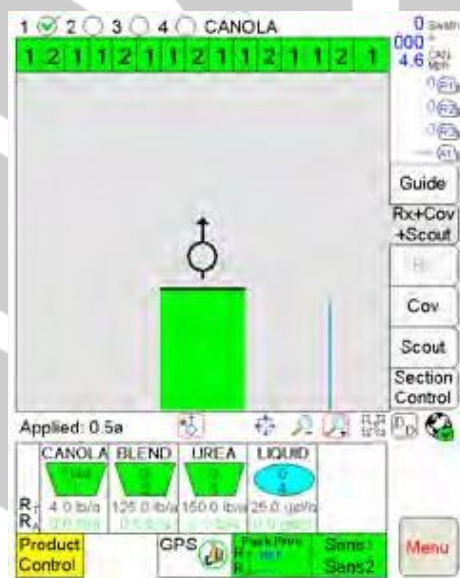 1 2 3 4 CANOLA
0 Swath
000 °
4.6 MPH
1 2 1 1 2 1 1 2 1 1 2 1 1 2 1
Guide
Rx+Cov
+Scout
Cov
Scout
Section
Control
Applied: 0.5a
CANOLA BLEND UREA LIQUID
4.0 lb/a 125.0 lb/a 150.0 lb/a 25.0 gal/a
Product
Control
GPS
Sens1
Sens2
Menu